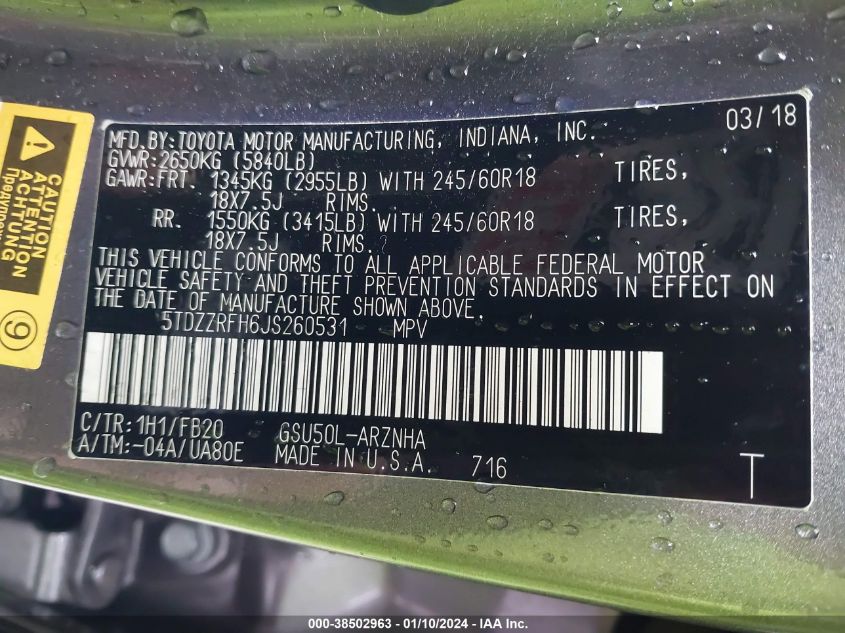 MFD.BY:TOYOTA MOTOR MANUFACTURING, INDIANA, INC. 03/18
GVWR:2650KG (5840LB)
GAWR:FRT. 1345KG (2955LB) WITH 245/60R18 TIRES,
18X7.5J RIMS.
RR. 1550KG (3415LB) WITH 245/60R18 TIRES,
18X7.5J RIMS.
THIS VEHICLE CONFORMS TO ALL APPLICABLE FEDERAL MOTOR
VEHICLE SAFETY AND THEFT PREVENTION STANDARDS IN EFFECT ON
THE DATE OF MANUFACTURE SHOWN ABOVE.
5TDZZRFH6JS260531 MPV
C/TR:1H1/FB20 GSU50L-ARZNHA
A/TM:-04A/UA80E MADE IN U.S.A. 716
T
CAUTION
ATTENTION
ACHTUNG
9
000-38502963 - 01/10/2024 - IAA Inc.